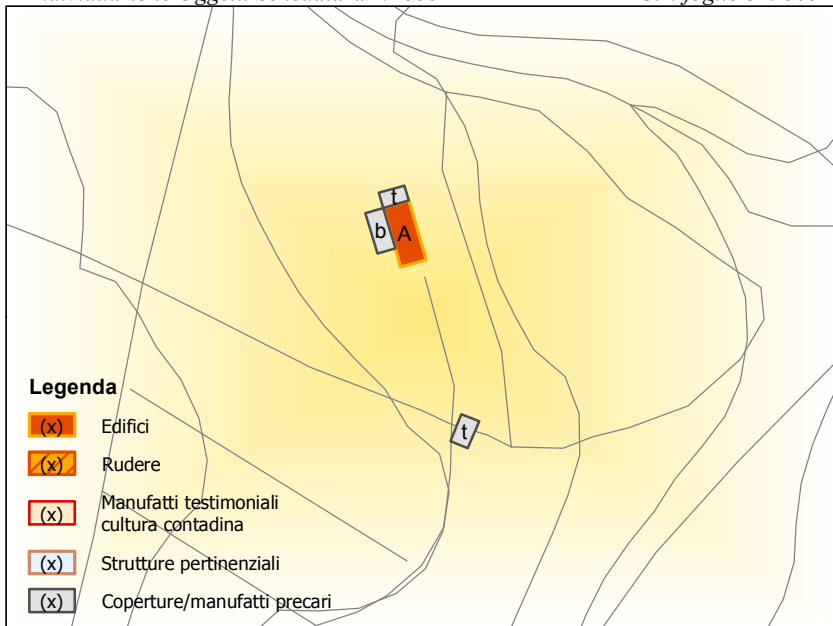 t
b
A
t
Legenda
(x) Edifici
(x) Rudere
(x) Manufatti testimoniali
cultura contadina
(x) Strutture pertinenziali
(x) Coperture/manufatti precari